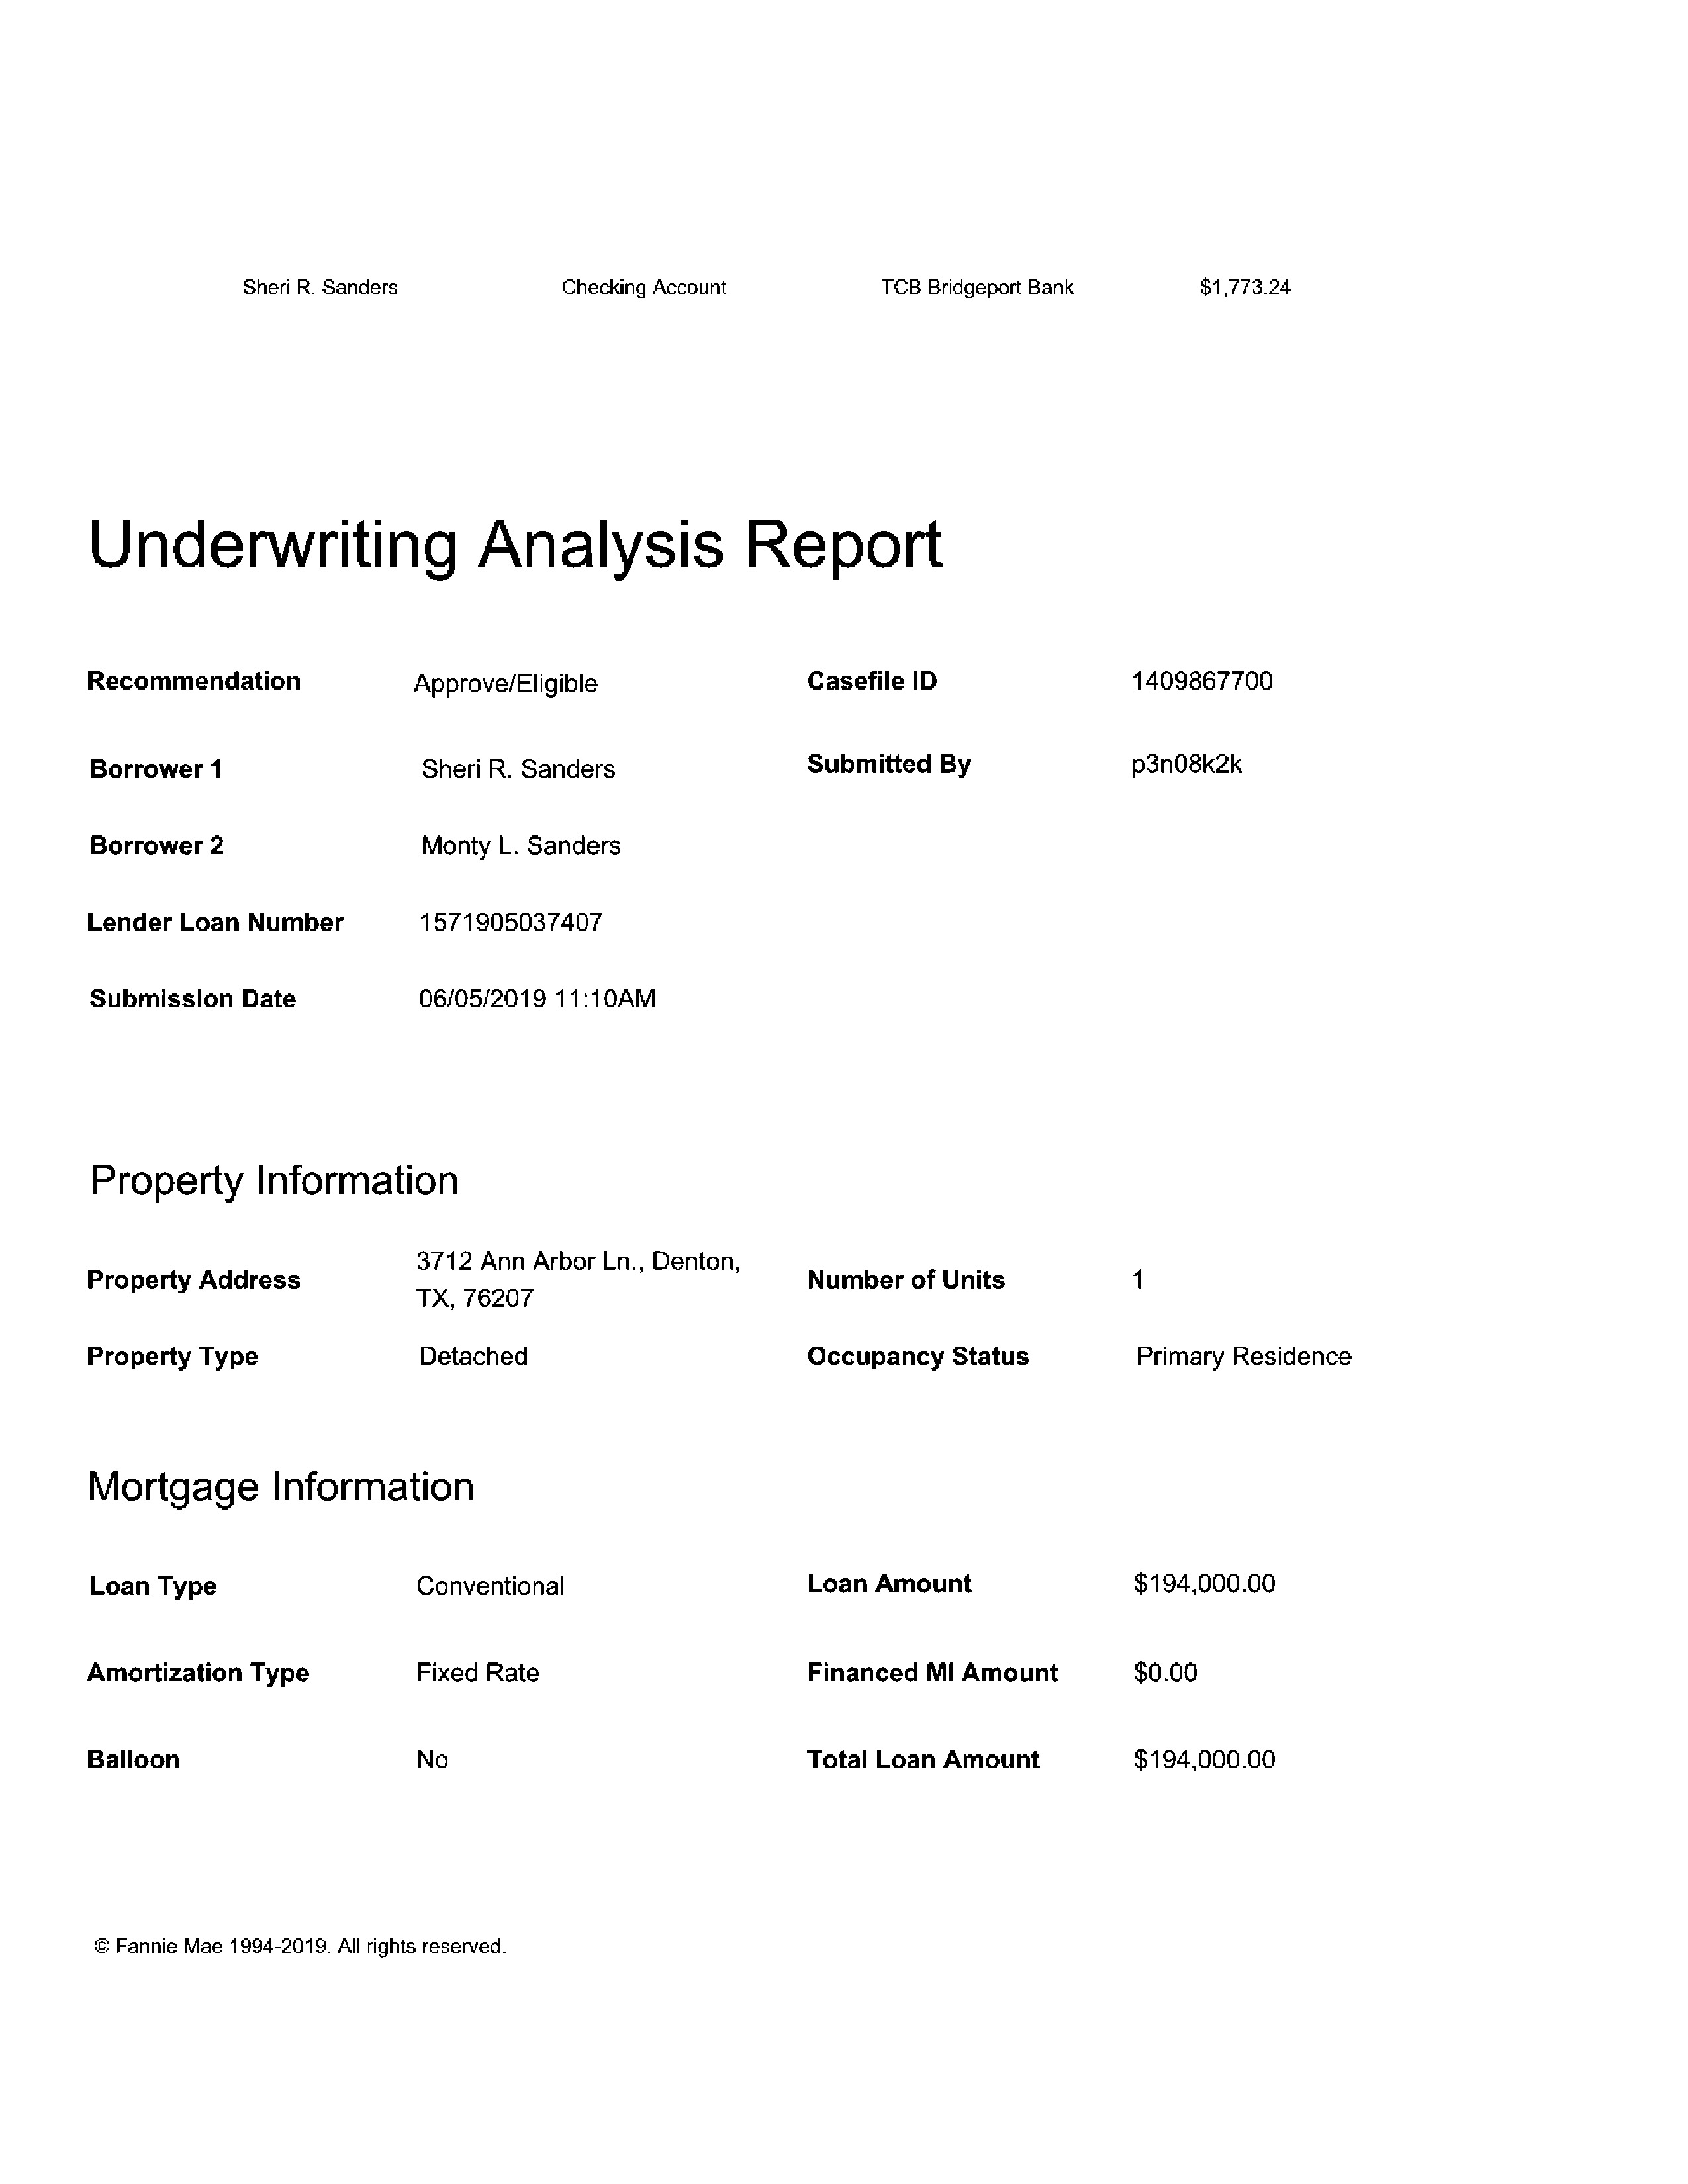 Sheri R. Sanders Checking Account TCB Bridgeport Bank $1,773.24
Underwriting Analysis Report
Recommendation Approve/Eligible Casefile ID 1409867700
Borrower 1 Sheri R. Sanders Submitted By p3n08k2k
Borrower 2 Monty L. Sanders
Lender Loan Number 1571905037407
Submission Date 06/05/2019 11:10AM
Property Information
Property Address 3712 Ann Arbor Ln., Denton, Number of Units 1
TX, 76207
Property Type Detached Occupancy Status Primary Residence
Mortgage Information
Loan Type Conventional Loan Amount $194,000.00
Amortization Type Fixed Rate Financed MI Amount $0.00
Balloon No Total Loan Amount $194,000.00
© Fannie Mae 1994-2019. All rights reserved.